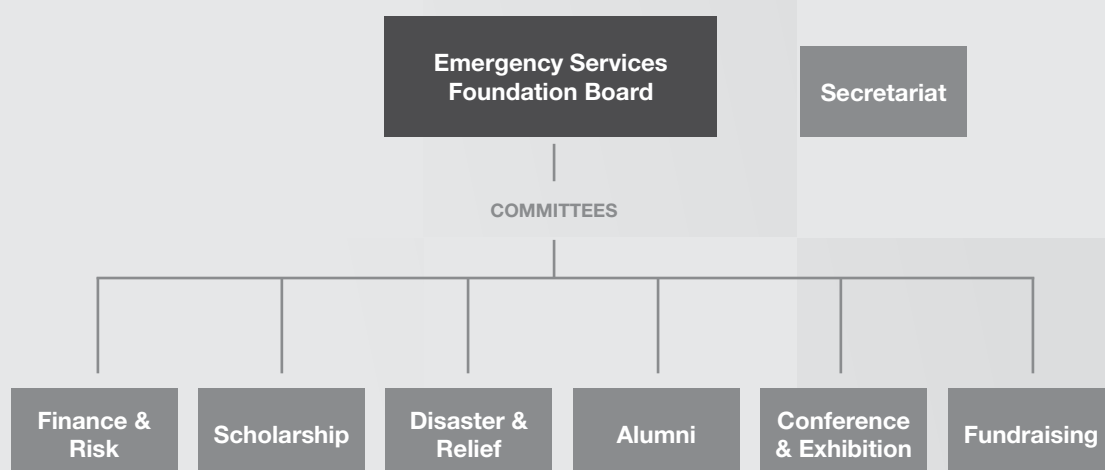 Emergency Services
Foundation Board
Secretariat
COMMITTEES
Finance &
Risk
Scholarship
Disaster &
Relief
Alumni
Conference
& Exhibition
Fundraising